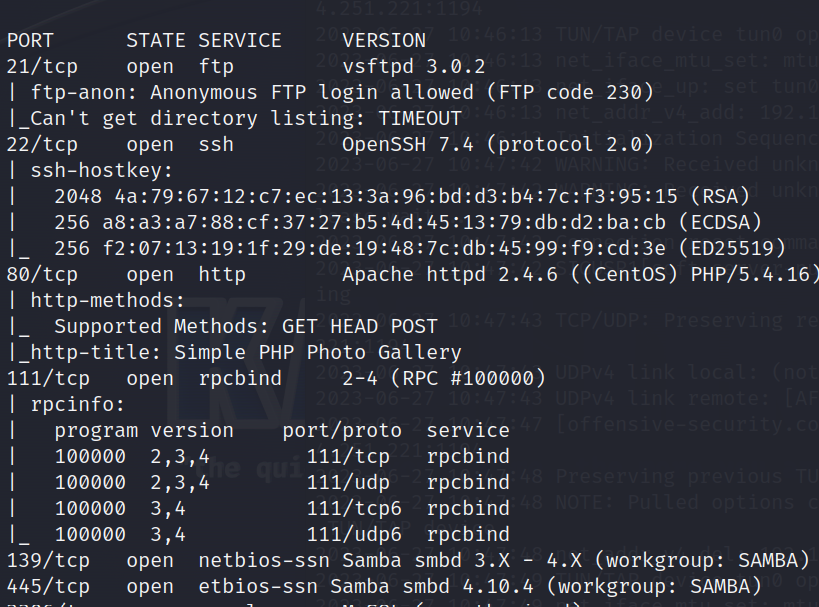 PORT STATE SERVICE VERSION
21/tcp open ftp vsftpd 3.0.2
| ftp-anon: Anonymous FTP login allowed (FTP code 230)
|_Can't get directory listing: TIMEOUT
22/tcp open ssh OpenSSH 7.4 (protocol 2.0)
| ssh-hostkey:
| 2048 4a:79:67:12:c7:ec:13:3a:96:bd:d3:b4:7c:f3:95:15 (RSA)
| 256 a8:a3:a7:88:cf:37:27:b5:4d:45:13:79:db:d2:ba:cb (ECDSA)
|_ 256 f2:07:13:19:1f:29:de:19:48:7c:db:45:99:f9:cd:3e (ED25519)
80/tcp open http Apache httpd 2.4.6 ((CentOS) PHP/5.4.16)
| http-methods:
|_ Supported Methods: GET HEAD POST
|_http-title: Simple PHP Photo Gallery
111/tcp open rpcbind 2-4 (RPC #100000)
| rpcinfo:
| program version port/proto service
| 100000 2,3,4 111/tcp rpcbind
| 100000 2,3,4 111/udp rpcbind
| 100000 3,4 111/tcp6 rpcbind
|_ 100000 3,4 111/udp6 rpcbind
139/tcp open netbios-ssn Samba smbd 3.X - 4.X (workgroup: SAMBA)
445/tcp open etbios-ssn Samba smbd 4.10.4 (workgroup: SAMBA)